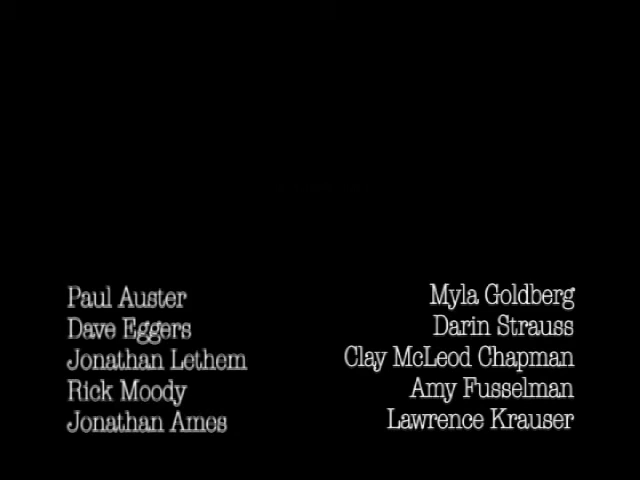 Paul Auster
Dave Eggers
Jonathan Lethem
Rick Moody
Jonathan Ames
Myla Goldberg
Darin Strauss
Clay McLeod Chapman
Amy Fusselman
Lawrence Krauser